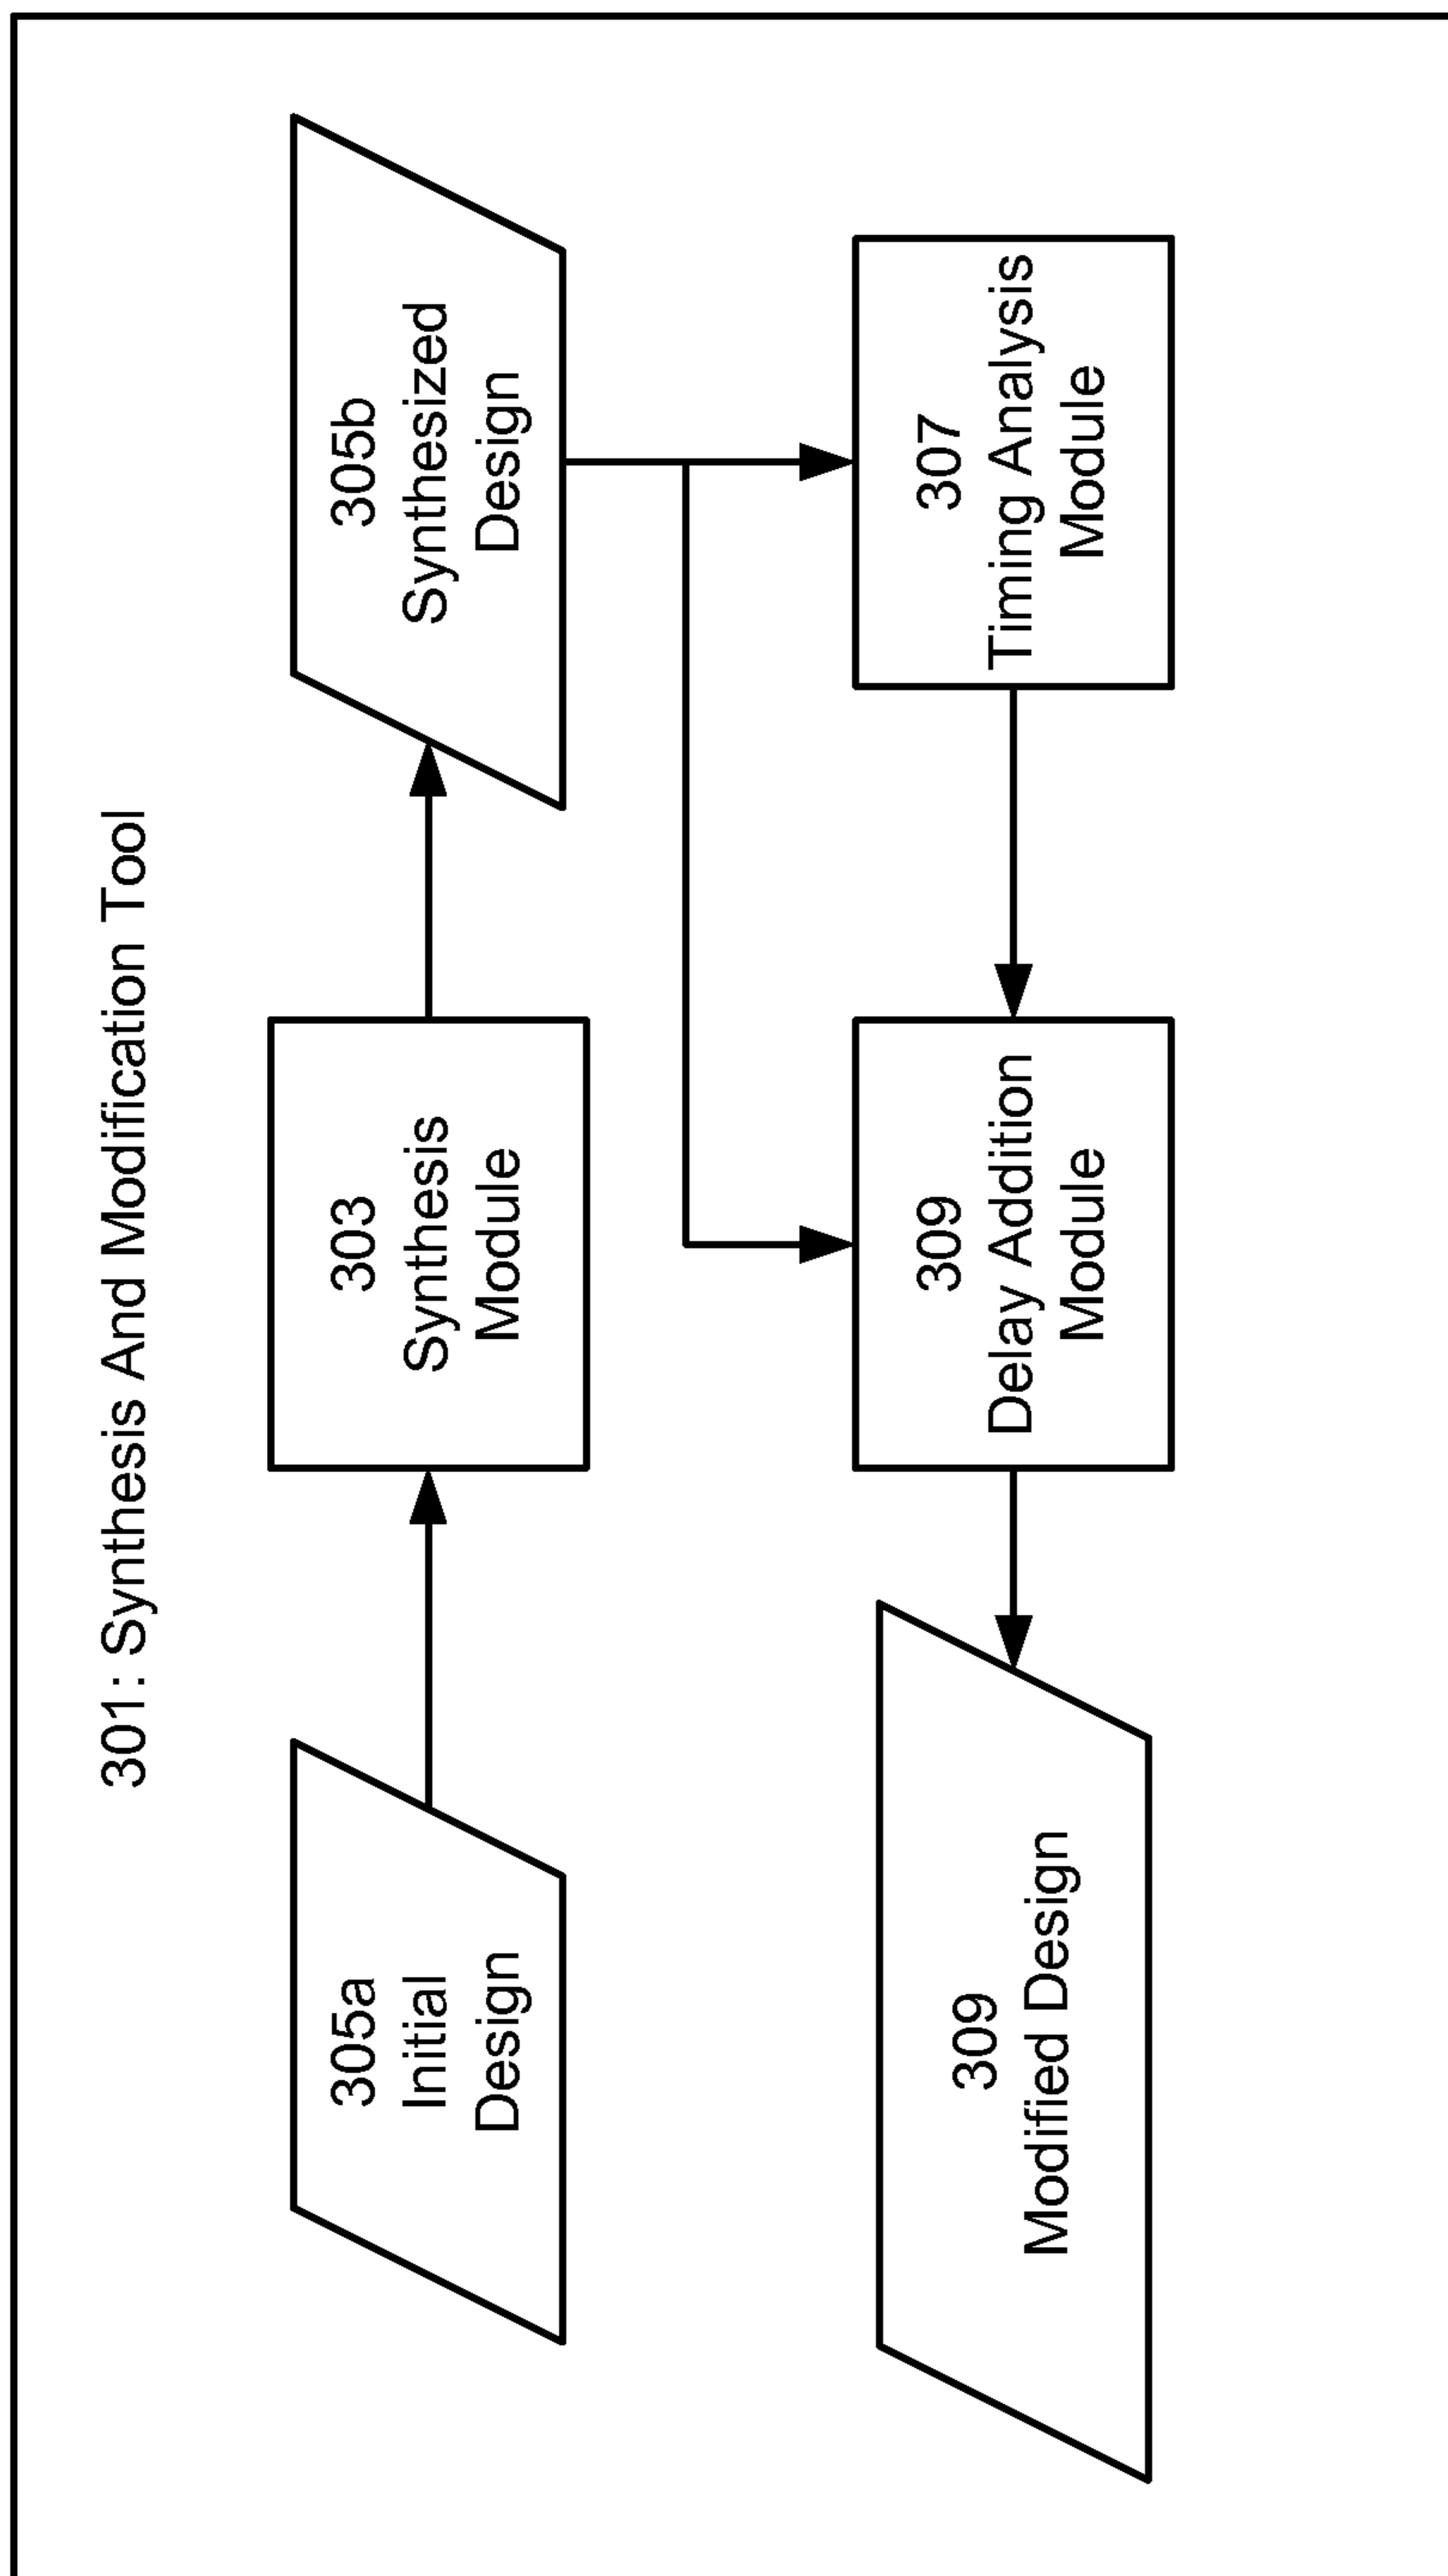 301: Synthesis And Modification Tool
305a
Initial
Design
303
Synthesis
Module
305b
Synthesized
Design
309
Modified Design
309
Delay Addition
Module
307
Timing Analysis
Module